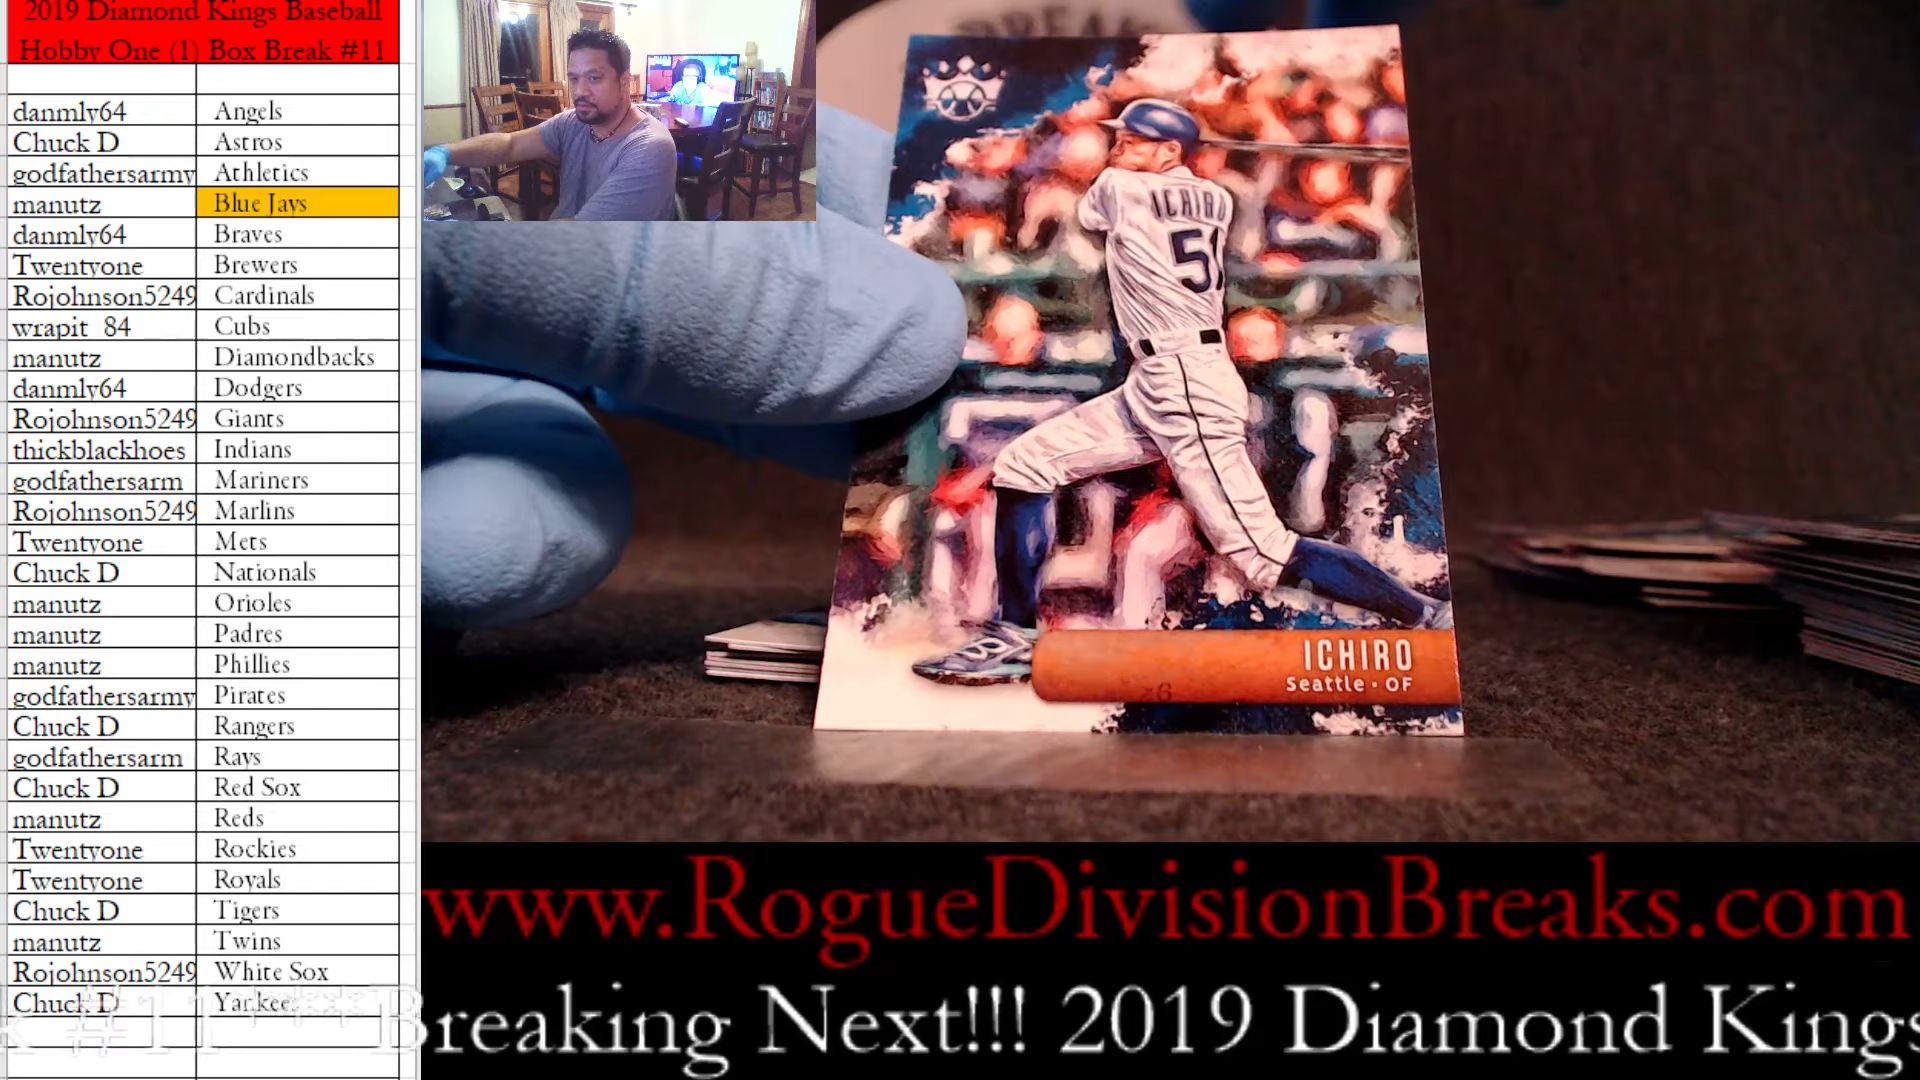 2019 Diamond Kings Baseball
Hobby One (1) Box Break #11
danmly64 Angels
Chuck D Astros
godfathersarmy Athletics
manutz Blue Jays
danmly64 Braves
Twentyone Brewers
Rojohnson5249 Cardinals
wrapit_84 Cubs
manutz Diamondbacks
danmly64 Dodgers
Rojohnson5249 Giants
thickblackhoes Indians
godfathersarm Mariners
Rojohnson5249 Marlins
Twentyone Mets
Chuck D Nationals
manutz Orioles
manutz Padres
manutz Phillies
godfathersarmy Pirates
Chuck D Rangers
godfathersarm Rays
Chuck D Red Sox
manutz Reds
Twentyone Rockies
Twentyone Royals
Chuck D Tigers
manutz Twins
Rojohnson5249 White Sox
Chuck D Yankees
BREAK
ICHIRO
51
ICHIRO
Seattle • OF
www.RogueDivisionBreaks.com
k #11 ****Breaking Next!!! 2019 Diamond Kings